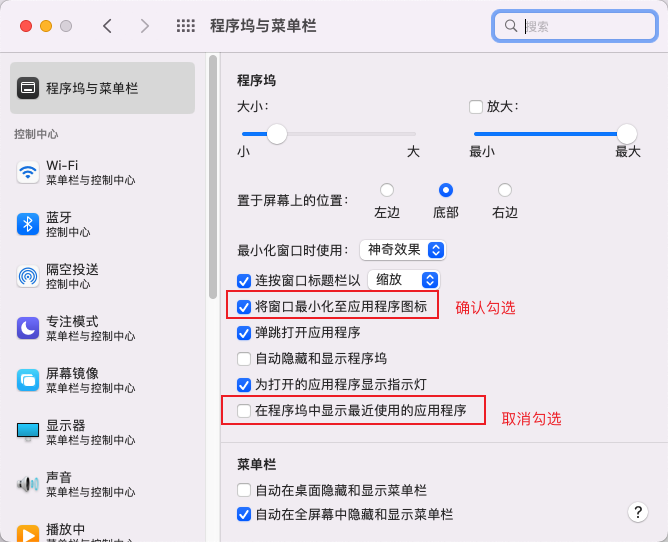 程序坞与菜单栏
搜索
程序坞与菜单栏
控制中心
Wi-Fi
菜单栏与控制中心
蓝牙
控制中心
隔空投送
控制中心
专注模式
菜单栏与控制中心
屏幕镜像
菜单栏与控制中心
显示器
菜单栏与控制中心
声音
菜单栏与控制中心
播放中
菜单栏与控制中心
程序坞
大小：
放大：
小
大
最小
最大
置于屏幕上的位置：
左边
底部
右边
最小化窗口时使用：
神奇效果
连按窗口标题栏以
缩放
将窗口最小化至应用程序图标
确认勾选
弹跳打开应用程序
自动隐藏和显示程序坞
为打开的应用程序显示指示灯
在程序坞中显示最近使用的应用程序
取消勾选
菜单栏
自动在桌面隐藏和显示菜单栏
自动在全屏幕中隐藏和显示菜单栏
?